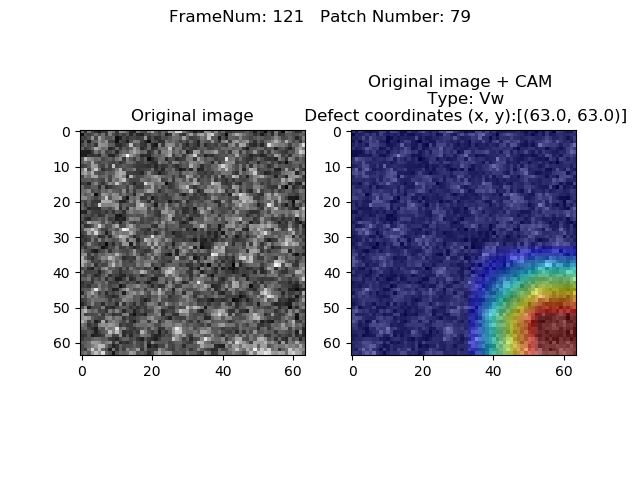 FrameNum: 121   Patch Number: 79
Original image
Original image + CAM
Type: Vw
Defect coordinates (x, y):[(63.0, 63.0)]
0
10
20
30
40
50
60
0 20 40 60
0
10
20
30
40
50
60
0 20 40 60